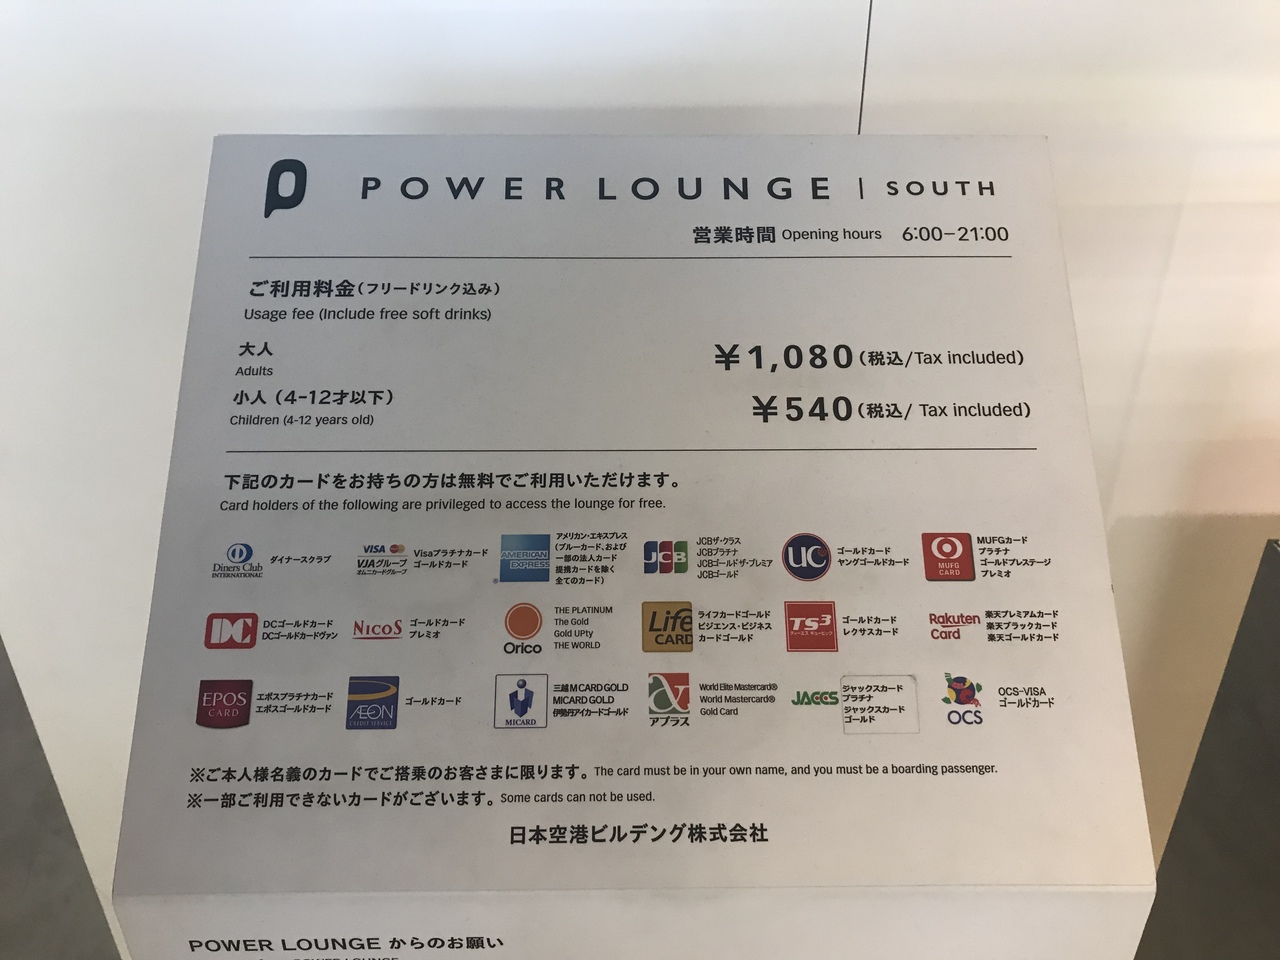 POWER LOUNGE | SOUTH
営業時間 Opening hours 6:00–21:00
ご利用料金(フリードリンク込み)
Usage fee (Include free soft drinks)
大人
Adults
¥1,080(税込/Tax included)
小人(4-12才以下)
Children (4-12 years old)
¥540(税込/ Tax included)
下記のカードをお持ちの方は無料でご利用いただけます。
Card holders of the following are privileged to access the lounge for free.
Diners Club
INTERNATIONAL
ダイナースクラブ
VISA
VJAグループ
オムニカードグループ
Visaプラチナカード
ゴールドカード
AMERICAN
EXPRESS
アメリカン・エキスプレス
(ブルーカード、および
一部の法人カード
提携カードを除く
全てのカード)
JCB
JCBザ・クラス
JCBプラチナ
JCBゴールド ザ・プレミア
JCBゴールド
UC
ゴールドカード
ヤングゴールドカード
MUFG
CARD
MUFGカード
プラチナ
ゴールドプレステージ
プレミオ
DC
DCゴールドカード
DCゴールドカードヴァン
NICOS
ゴールドカード
プレミオ
Orico
THE PLATINUM
The Gold
Gold UPty
THE WORLD
Life
CARD
ライフカードゴールド
ビジエンス・ビジネス
カードゴールド
TS3
ティーエス キュービック
ゴールドカード
レクサスカード
Rakuten
Card
楽天プレミアムカード
楽天ブラックカード
楽天ゴールドカード
EPOS
CARD
エポスプラチナカード
エポスゴールドカード
ÆON
CREDIT SERVICE
ゴールドカード
MICARD
三越 M CARD GOLD
MICARD GOLD
伊勢丹アイカードゴールド
アプラス
World Elite Mastercard®
World Mastercard®
Gold Card
JACCS
ジャックスカード
プラチナ
ジャックスカード
ゴールド
OCS
OCS-VISA
ゴールドカード
※ご本人様名義のカードでご搭乗のお客さまに限ります。The card must be in your own name, and you must be a boarding passenger.
※一部ご利用できないカードがございます。Some cards can not be used.
日本空港ビルデング株式会社
POWER LOUNGE からのお願い